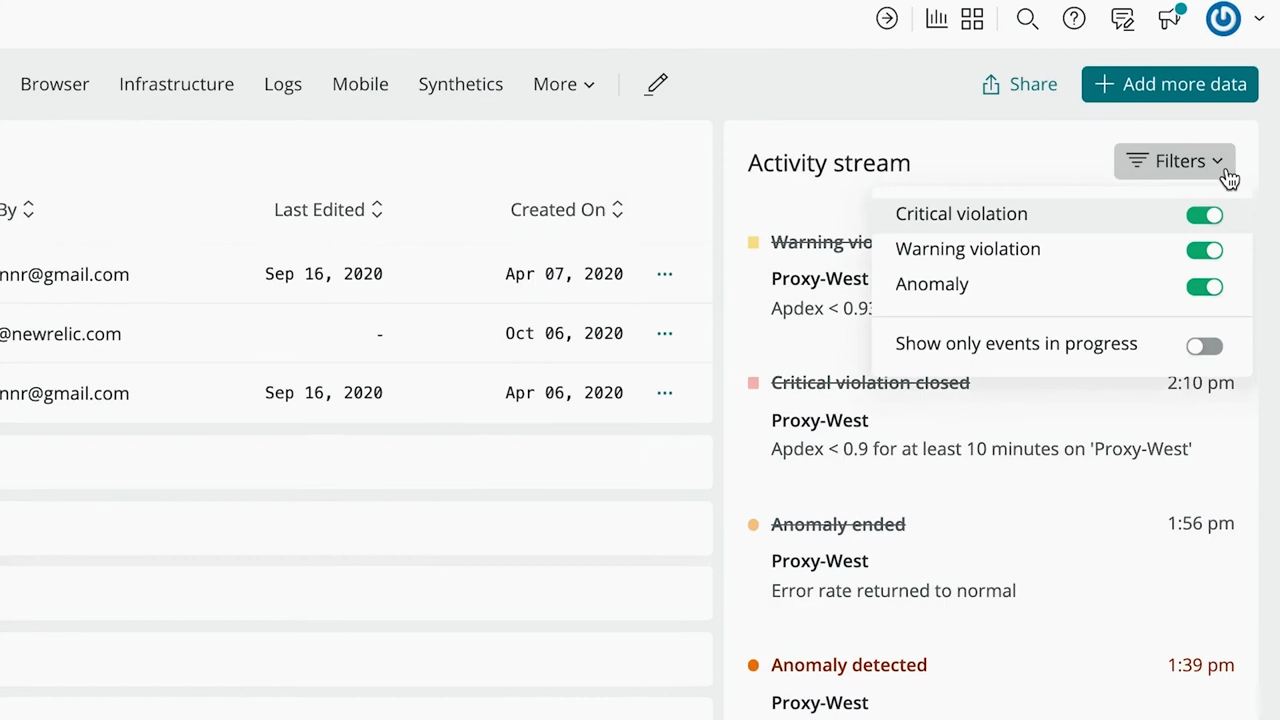 Browser Infrastructure Logs Mobile Synthetics More Share Add more data
By Last Edited Created On
nnr@gmail.com Sep 16, 2020 Apr 07, 2020 ...
@newrelic.com - Oct 06, 2020 ...
nnr@gmail.com Sep 16, 2020 Apr 06, 2020 ...
Activity stream Filters
Critical violation
Warning violation
Anomaly
Show only events in progress
Warning
Proxy-West
Apdex < 0.93
Critical violation closed 2:10 pm
Proxy-West
Apdex < 0.9 for at least 10 minutes on 'Proxy-West'
Anomaly ended 1:56 pm
Proxy-West
Error rate returned to normal
Anomaly detected 1:39 pm
Proxy-West